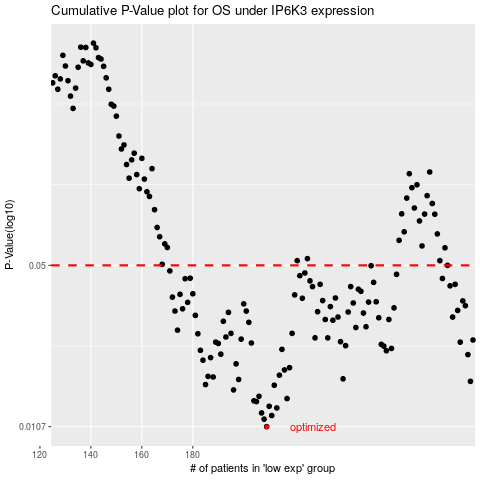 Cumulative P-Value plot for OS under IP6K3 expression
P-Value(log10)
0.05
0.0107
optimized
120 140 160 180
# of patients in 'low exp' group